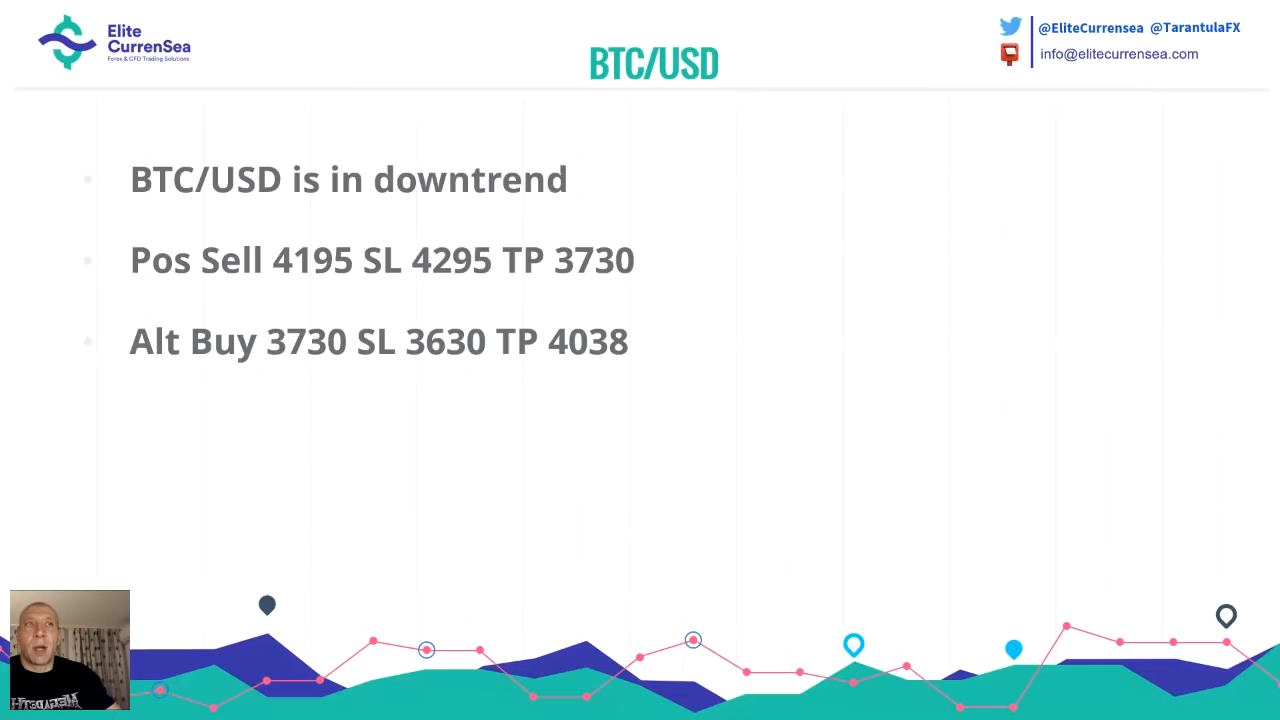 Elite
CurrenSea
Forex & CFD Trading Solutions
BTC/USD
@EliteCurrensea @TarantulaFX
info@elitecurrensea.com
BTC/USD is in downtrend
Pos Sell 4195 SL 4295 TP 3730
Alt Buy 3730 SL 3630 TP 4038
MEGADETH